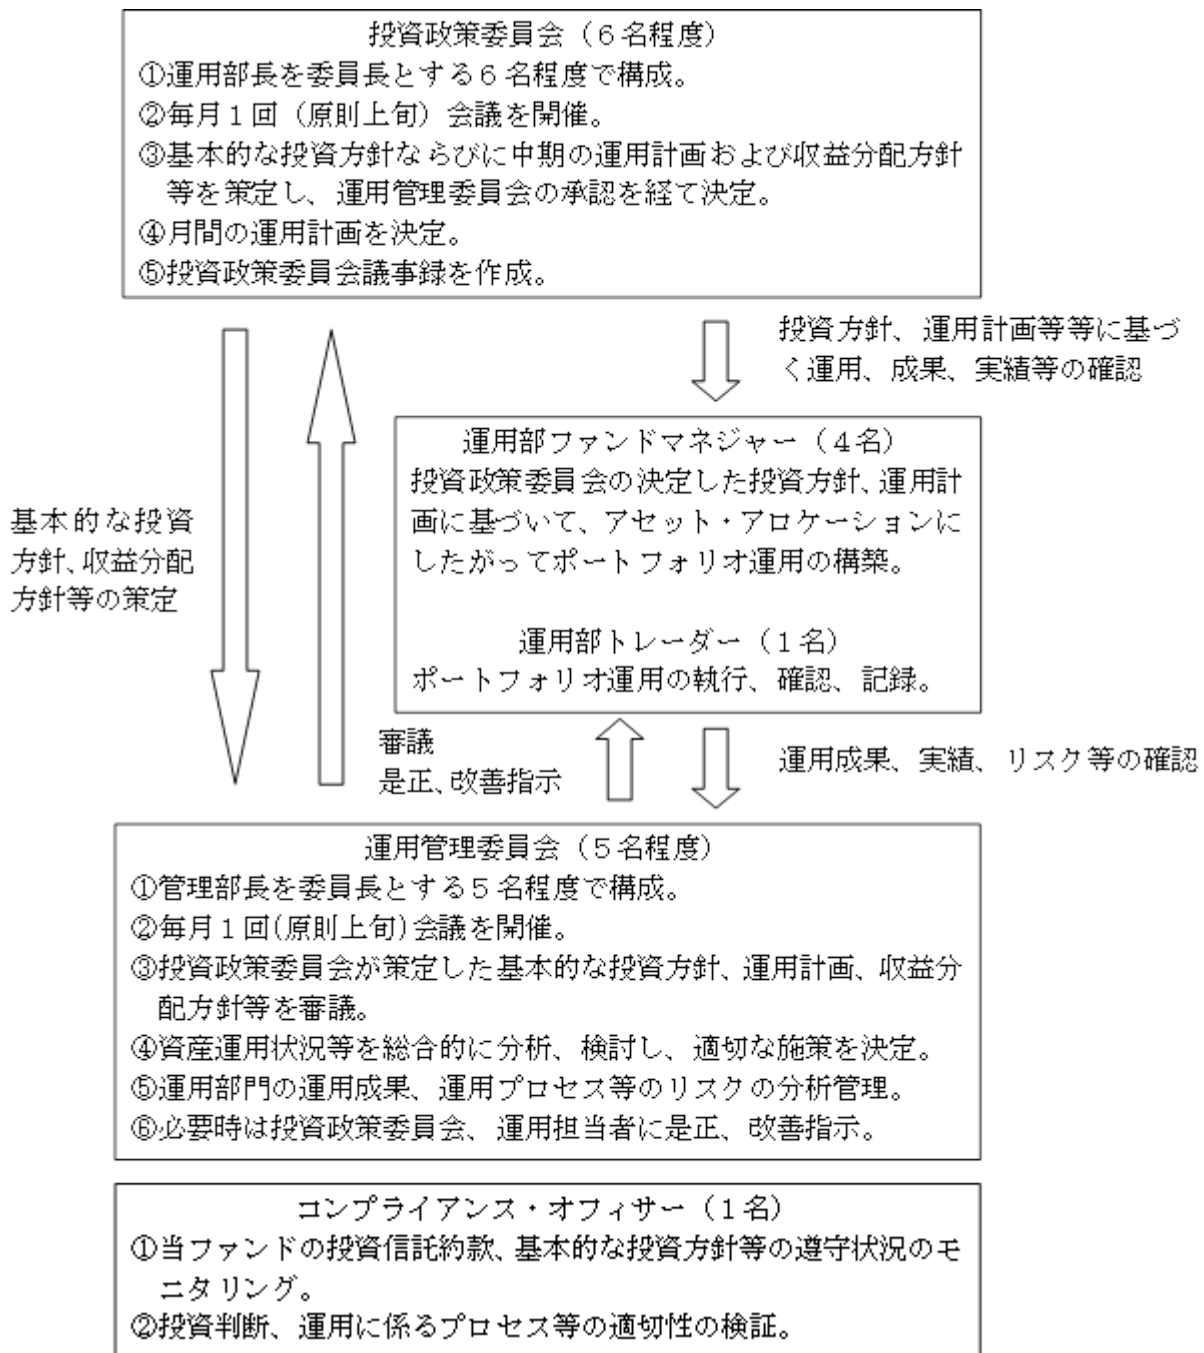 投資政策委員会（６名程度）
①運用部長を委員長とする６名程度で構成。
②毎月１回（原則上旬）会議を開催。
③基本的な投資方針ならびに中期の運用計画および収益分配方針
等を策定し、運用管理委員会の承認を経て決定。
④月間の運用計画を決定。
⑤投資政策委員会議事録を作成。
投資方針、運用計画等等に基づ
く運用、成果、実績等の確認
基本的な投資
方針、収益分配
方針等の策定
運用部ファンドマネジャー（４名）
投資政策委員会の決定した投資方針、運用計
画に基づいて、アセット・アロケーションに
したがってポートフォリオ運用の構築。
運用部トレーダー（１名）
ポートフォリオ運用の執行、確認、記録。
審議
是正、改善指示
運用成果、実績、リスク等の確認
運用管理委員会（５名程度）
①管理部長を委員長とする５名程度で構成。
②毎月１回(原則上旬)会議を開催。
③投資政策委員会が策定した基本的な投資方針、運用計画、収益分
配方針等を審議。
④資産運用状況等を総合的に分析、検討し、適切な施策を決定。
⑤運用部門の運用成果、運用プロセス等のリスクの分析管理。
⑥必要時は投資政策委員会、運用担当者に是正、改善指示。
コンプライアンス・オフィサー（１名）
①当ファンドの投資信託約款、基本的な投資方針等の遵守状況のモ
ニタリング。
②投資判断、運用に係るプロセス等の適切性の検証。